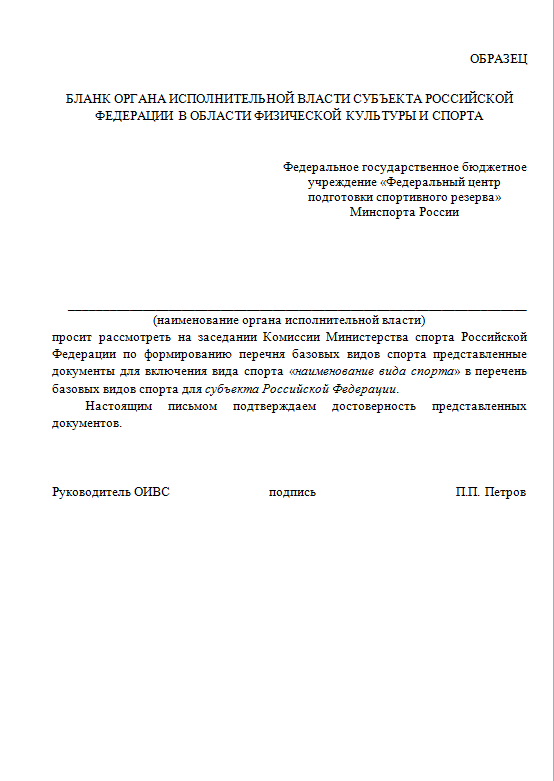 ОБРАЗЕЦ
БЛАНК ОРГАНА ИСПОЛНИТЕЛЬНОЙ ВЛАСТИ СУБЪЕКТА РОССИЙСКОЙ
ФЕДЕРАЦИИ В ОБЛАСТИ ФИЗИЧЕСКОЙ КУЛЬТУРЫ И СПОРТА
Федеральное государственное бюджетное
учреждение «Федеральный центр
подготовки спортивного резерва»
Минспорта России
(наименование органа исполнительной власти)
просит рассмотреть на заседании Комиссии Министерства спорта Российской
Федерации по формированию перечня базовых видов спорта представленные
документы для включения вида спорта «наименование вида спорта» в перечень
базовых видов спорта для субъекта Российской Федерации.
Настоящим письмом подтверждаем достоверность представленных
документов.
Руководитель ОИВС подпись П.П. Петров